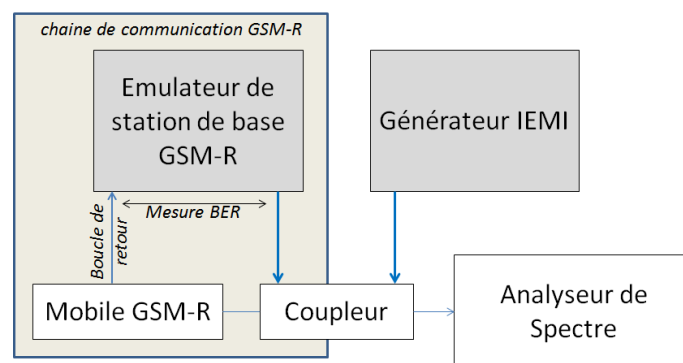 chaine de communication GSM-R
Emulateur de
station de base
GSM-R
Générateur IEMI
Boucle de
retour
Mesure BER
Mobile GSM-R
Coupleur
Analyseur de
Spectre